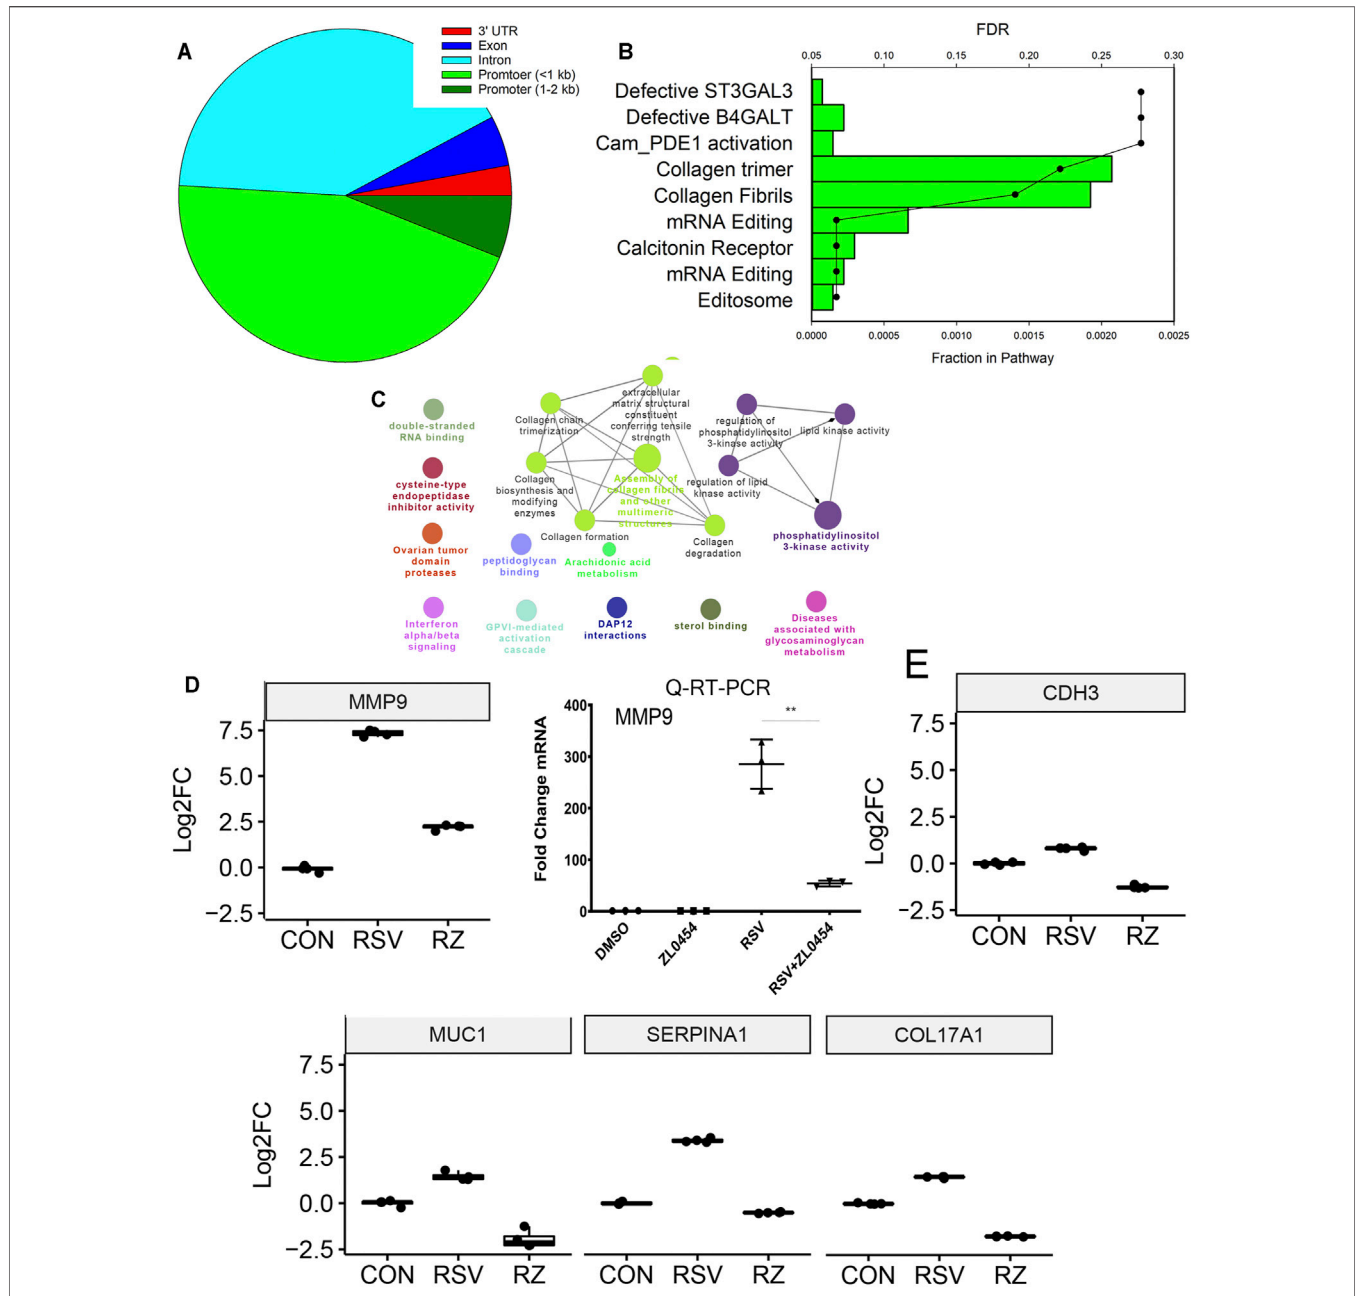 A
3' UTR
Exon
Intron
Promtoer (<1 kb)
Promoter (1-2 kb)
B
FDR
0.05 0.10 0.15 0.20 0.25 0.30
Defective ST3GAL3
Defective B4GALT
Cam_PDE1 activation
Collagen trimer
Collagen Fibrils
mRNA Editing
Calcitonin Receptor
mRNA Editing
Editosome
0.0000 0.0005 0.0010 0.0015 0.0020 0.0025
Fraction in Pathway
C
double-stranded
RNA binding
cysteine-type
endopeptidase
inhibitor activity
Ovarian tumor
domain
proteases
Interferon
alpha/beta
signaling
Collagen chain
trimerization
extracellular
matrix structural
constituent
conferring tensile
strength
Collagen
biosynthesis and
modifying
enzymes
Assembly of
collagen fibrils
and other
multimeric
structures
Collagen formation
Collagen
degradation
peptidoglycan
binding
Arachidonic acid
metabolism
GPVI-mediated
activation
cascade
DAP12
interactions
sterol binding
Diseases
associated with
glycosaminoglycan
metabolism
regulation of
phosphatidylinositol
3-kinase activity
lipid kinase activity
regulation of lipid
kinase activity
phosphatidylinositol
3-kinase activity
D
MMP9
Log2FC
7.5
5.0
2.5
0.0
−2.5
CON RSV RZ
Q-RT-PCR
MMP9
**
Fold Change mRNA
400
300
200
100
0
DMSO
ZL0454
RSV
RSV+ZL0454
E
CDH3
Log2FC
7.5
5.0
2.5
0.0
−2.5
CON RSV RZ
MUC1 SERPINA1 COL17A1
Log2FC
7.5
5.0
2.5
0.0
−2.5
CON RSV RZ CON RSV RZ CON RSV RZ